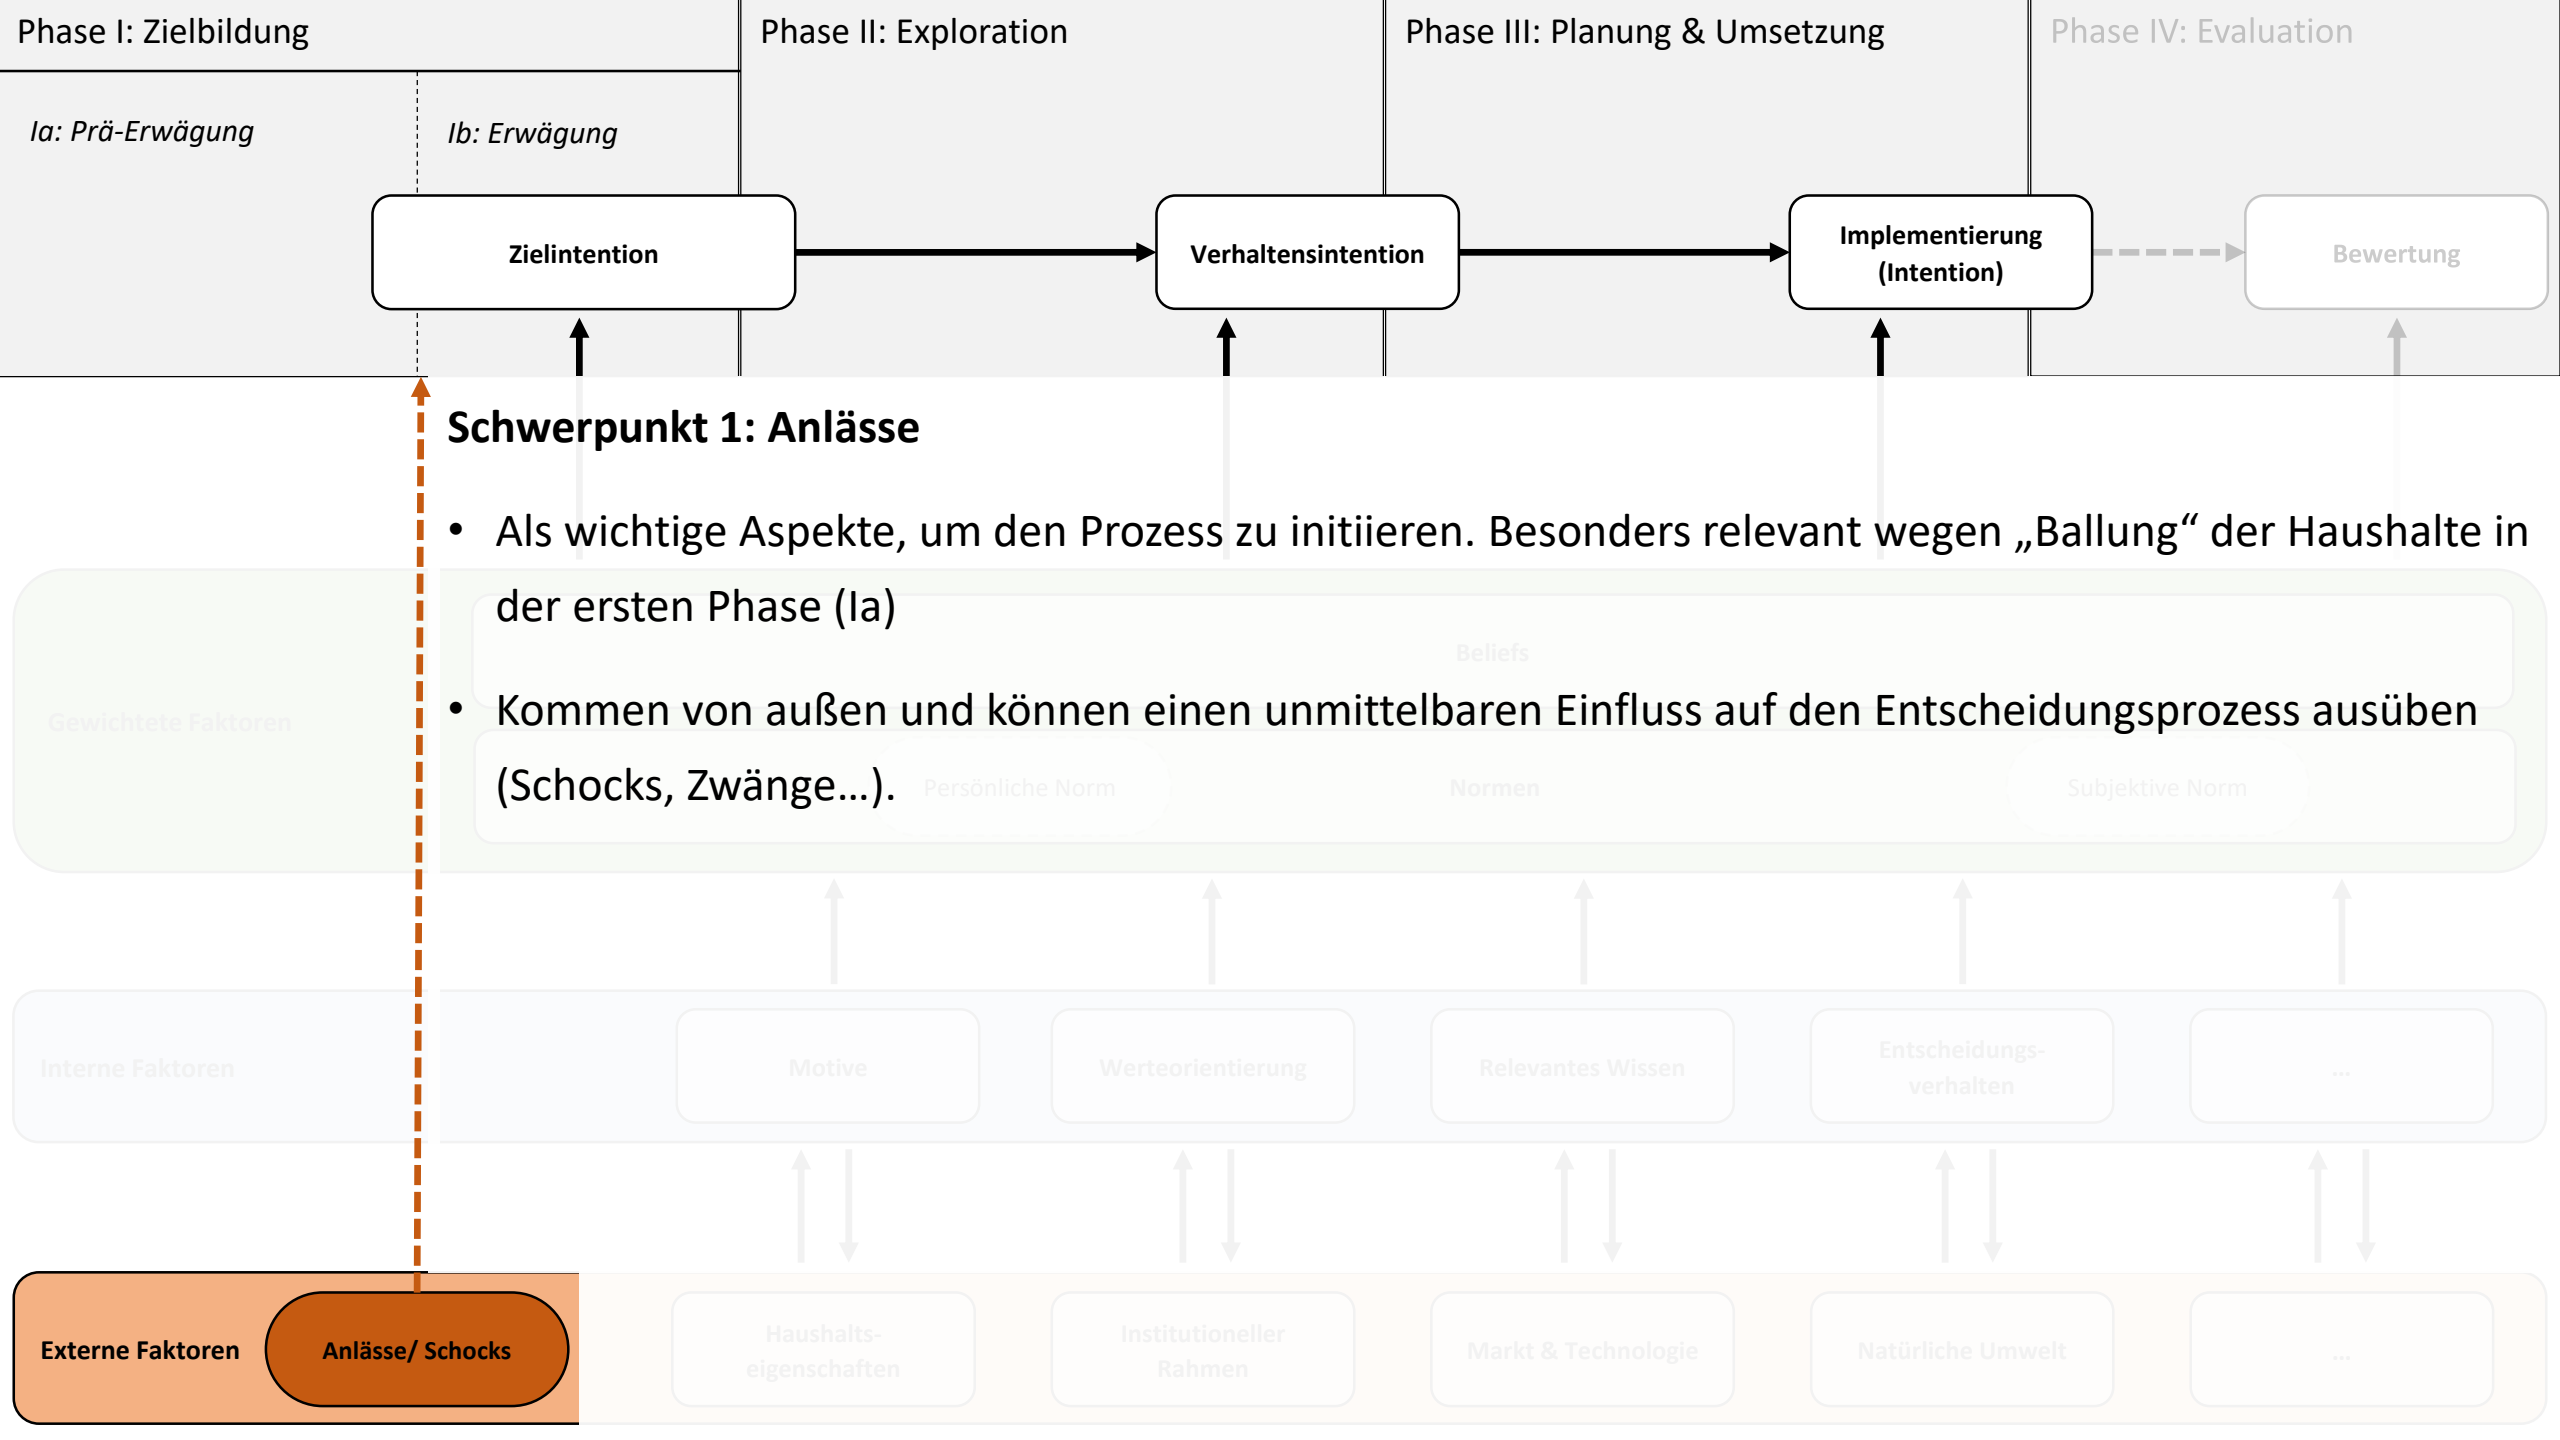 Phase I: Zielbildung
Phase II: Exploration
Phase III: Planung & Umsetzung
Phase IV: Evaluation
Ia: Prä-Erwägung
Ib: Erwägung
Zielintention
Verhaltensintention
Implementierung
(Intention)
Bewertung
Schwerpunkt 1: Anlässe
• Als wichtige Aspekte, um den Prozess zu initiieren. Besonders relevant wegen „Ballung“ der Haushalte in
der ersten Phase (Ia)
• Kommen von außen und können einen unmittelbaren Einfluss auf den Entscheidungsprozess ausüben
(Schocks, Zwänge…).
Gewichtete Faktoren
Beliefs
Persönliche Norm
Normen
Subjektive Norm
Interne Faktoren
Motive
Werteorientierung
Relevantes Wissen
Entscheidungs-
verhalten
...
Externe Faktoren
Anlässe/ Schocks
Haushalts-
eigenschaften
Institutioneller
Rahmen
Markt & Technologie
Natürliche Umwelt
...